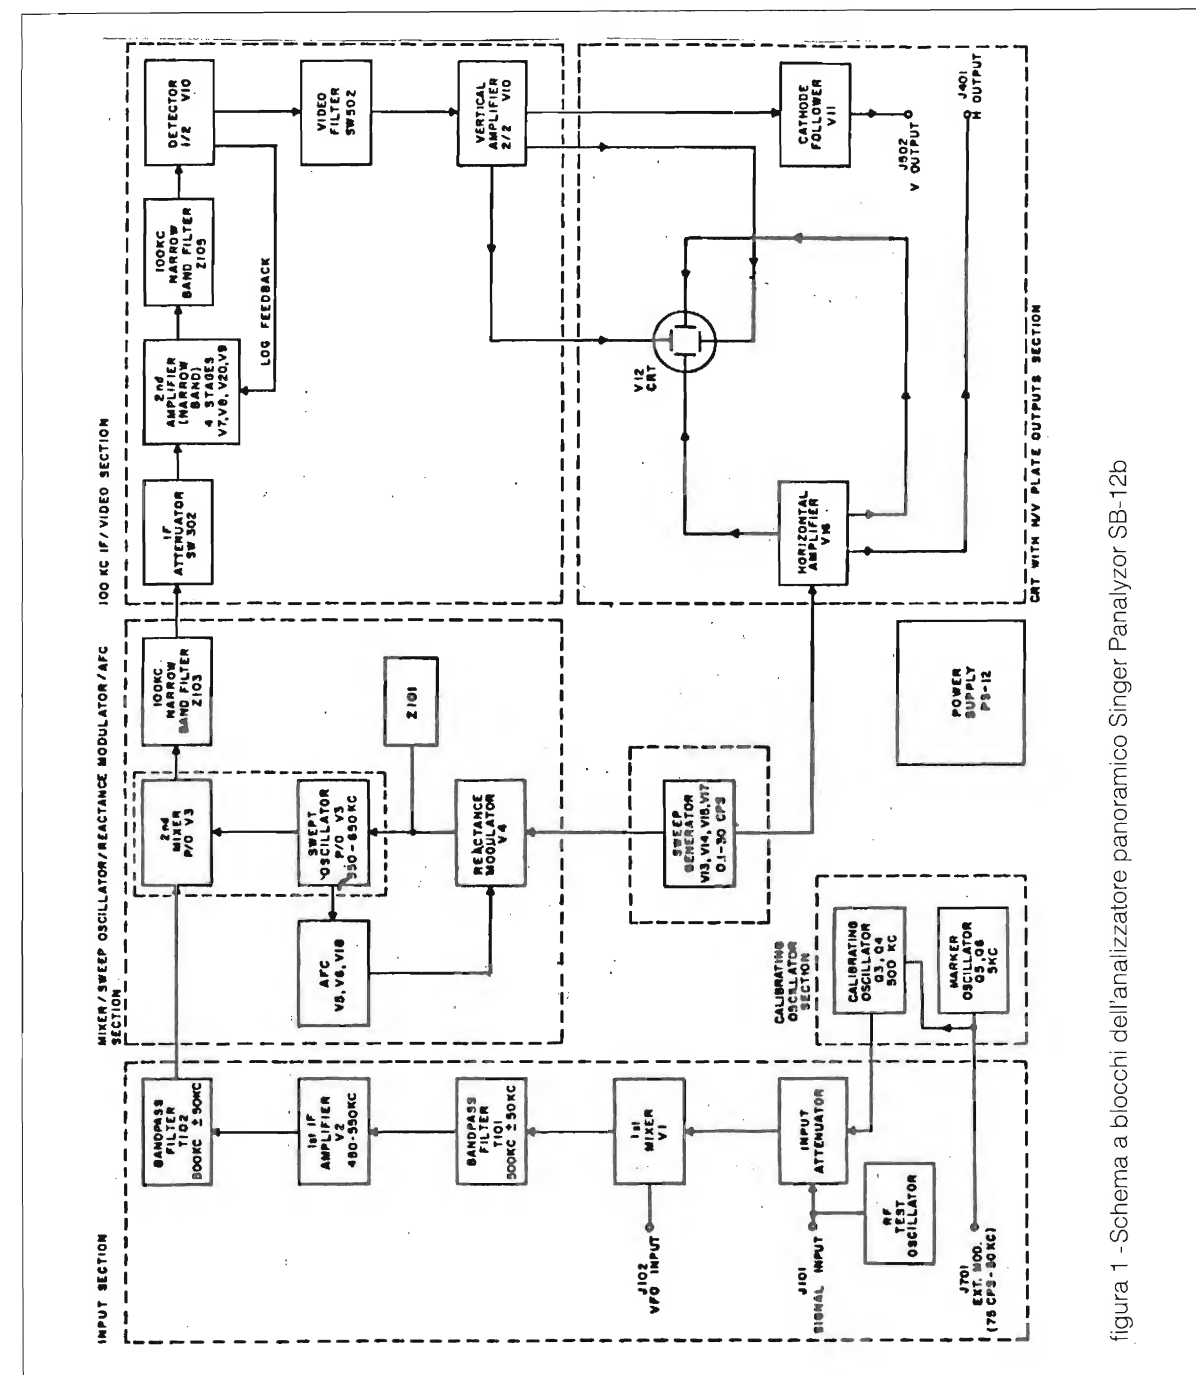 INPUT SECTION
BANDPASS
FILTER
T102
500KC ± 50KC
1st IF
AMPLIFIER
V2
450-550KC
BANDPASS
FILTER
T101
500KC ± 50KC
1st
MIXER
V1
J102
VFO INPUT
INPUT
ATTENUATOR
J101
SIGNAL INPUT
RF
TEST
OSCILLATOR
J701
EXT. MOD.
(75 CPS-80KC)
CALIBRATING
OSCILLATOR
SECTION
CALIBRATING
OSCILLATOR
Q3, Q4
500 KC
MARKER
OSCILLATOR
Q5, Q6
5KC
MIXER/SWEEP OSCILLATOR/REACTANCE MODULATOR/AFC
SECTION
100KC
NARROW
BAND FILTER
Z103
2nd
MIXER
P/O V3
SWEPT
OSCILLATOR
P/O V3
550-650KC
AFC
V5, V6, V18
Z101
REACTANCE
MODULATOR
V4
SWEEP
GENERATOR
V13, V14, V15, V17
0.1-30 CPS
POWER
SUPPLY
PS-12
100 KC IF/VIDEO SECTION
IF
ATTENUATOR
SW302
2nd
AMPLIFIER
(NARROW
BAND)
4 STAGES
V7, V8, V20, V9
100KC
NARROW
BAND FILTER
Z105
DETECTOR
1/2 V10
LOG FEEDBACK
VIDEO
FILTER
SW502
VERTICAL
AMPLIFIER
2/2 V10
CRT WITH H/V PLATE OUTPUTS SECTION
CATHODE
FOLLOWER
V11
J502
V OUTPUT
J401
H OUTPUT
V12
CRT
HORIZONTAL
AMPLIFIER
V16
figura 1 - Schema a blocchi dell'analizzatore panoramico Singer Panalyzor SB-12b